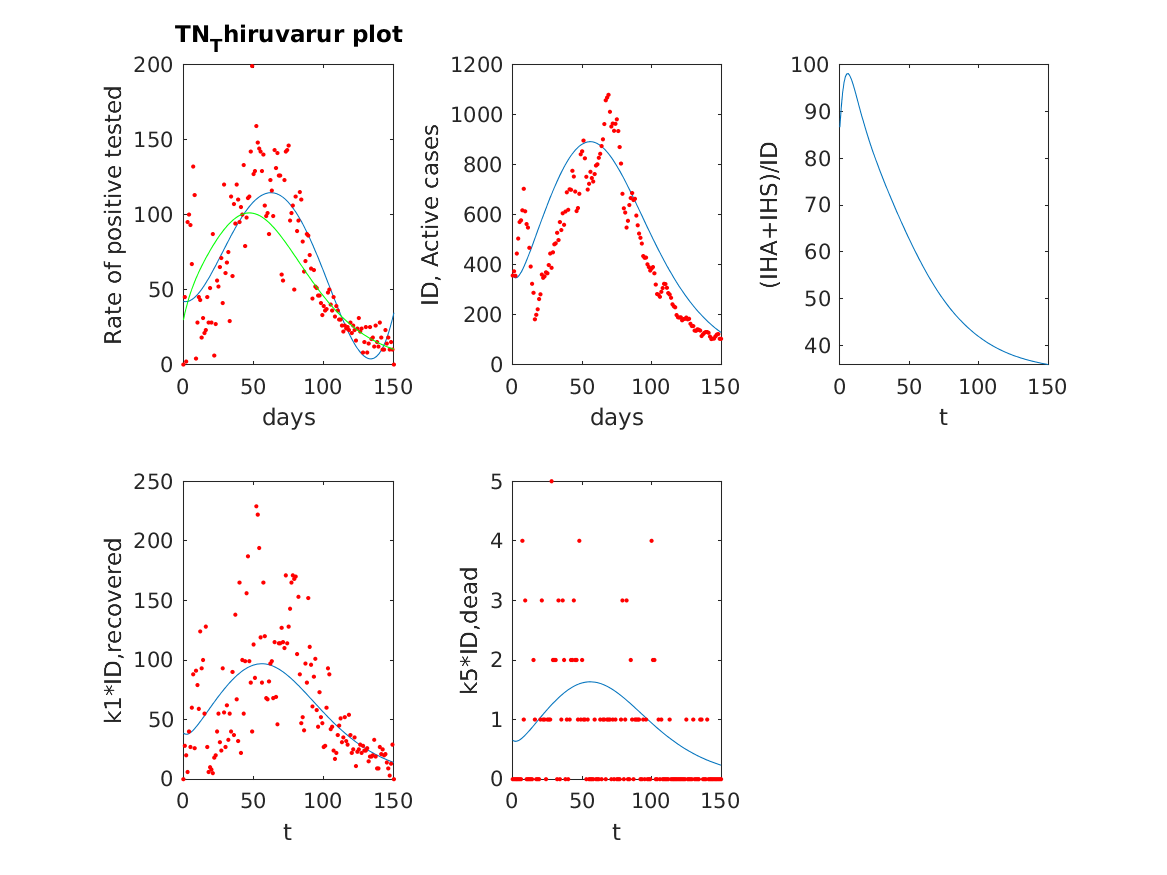 TN_Thiruvarur plot
200
150
100
50
0
Rate of positive tested
0 50 100 150
days
1200
1000
800
600
400
200
0
ID, Active cases
0 50 100 150
days
100
90
80
70
60
50
40
(IHA+IHS)/ID
0 50 100 150
t
250
200
150
100
50
0
k1*ID,recovered
0 50 100 150
t
5
4
3
2
1
0
k5*ID,dead
0 50 100 150
t